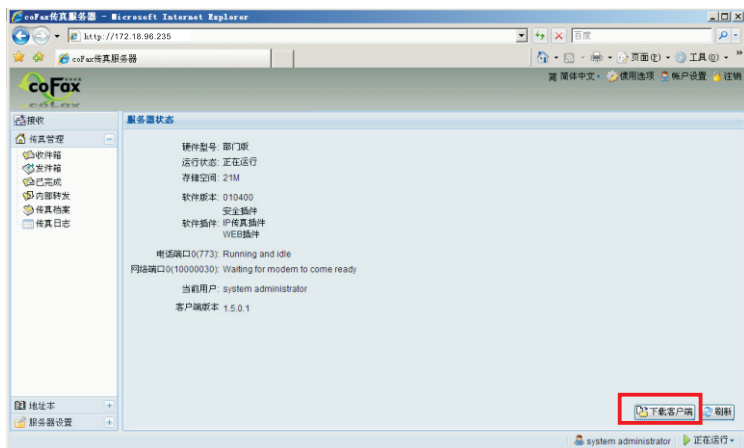 coFax传真服务器 - Microsoft Internet Explorer
http://172.18.96.235
百度
coFax传真服务器
页面(P)
工具(O)
coFax
简体中文
惯用选项
帐户设置
注销
接收
服务器状态
传真管理
收件箱
发件箱
已完成
内部转发
传真档案
传真日志
硬件型号: 部门版
运行状态: 正在运行
存储空间: 21M
软件版本: 010400
安全插件
软件插件: IP传真插件
WEB插件
电话端口0(773): Running and idle
网络端口0(10000030): Waiting for modem to come ready
当前用户: system administrator
客户端版本 1.5.0.1
地址本
服务器设置
下载客户端
刷新
system administrator
正在运行